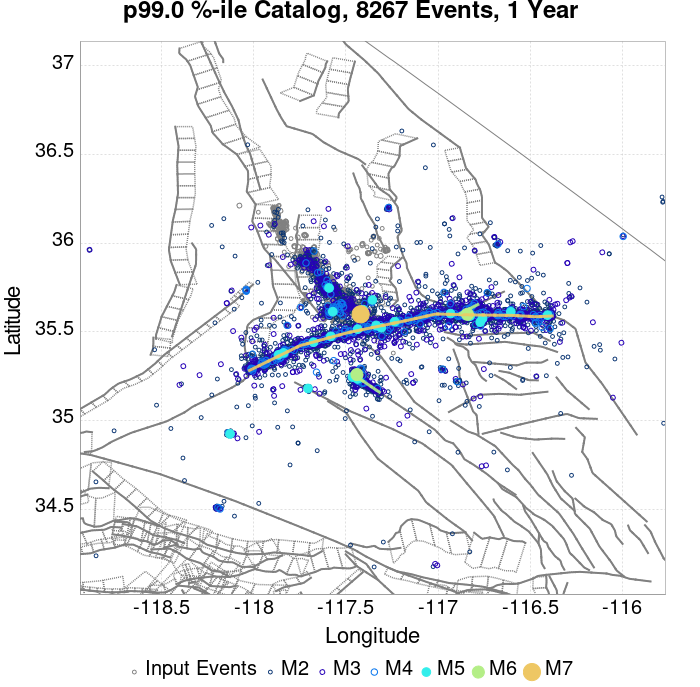 p99.0 %-ile Catalog, 8267 Events, 1 Year
37
36.5
36
35.5
35
34.5
Latitude
-118.5 -118 -117.5 -117 -116.5 -116
Longitude
Input Events M2 M3 M4 M5 M6 M7